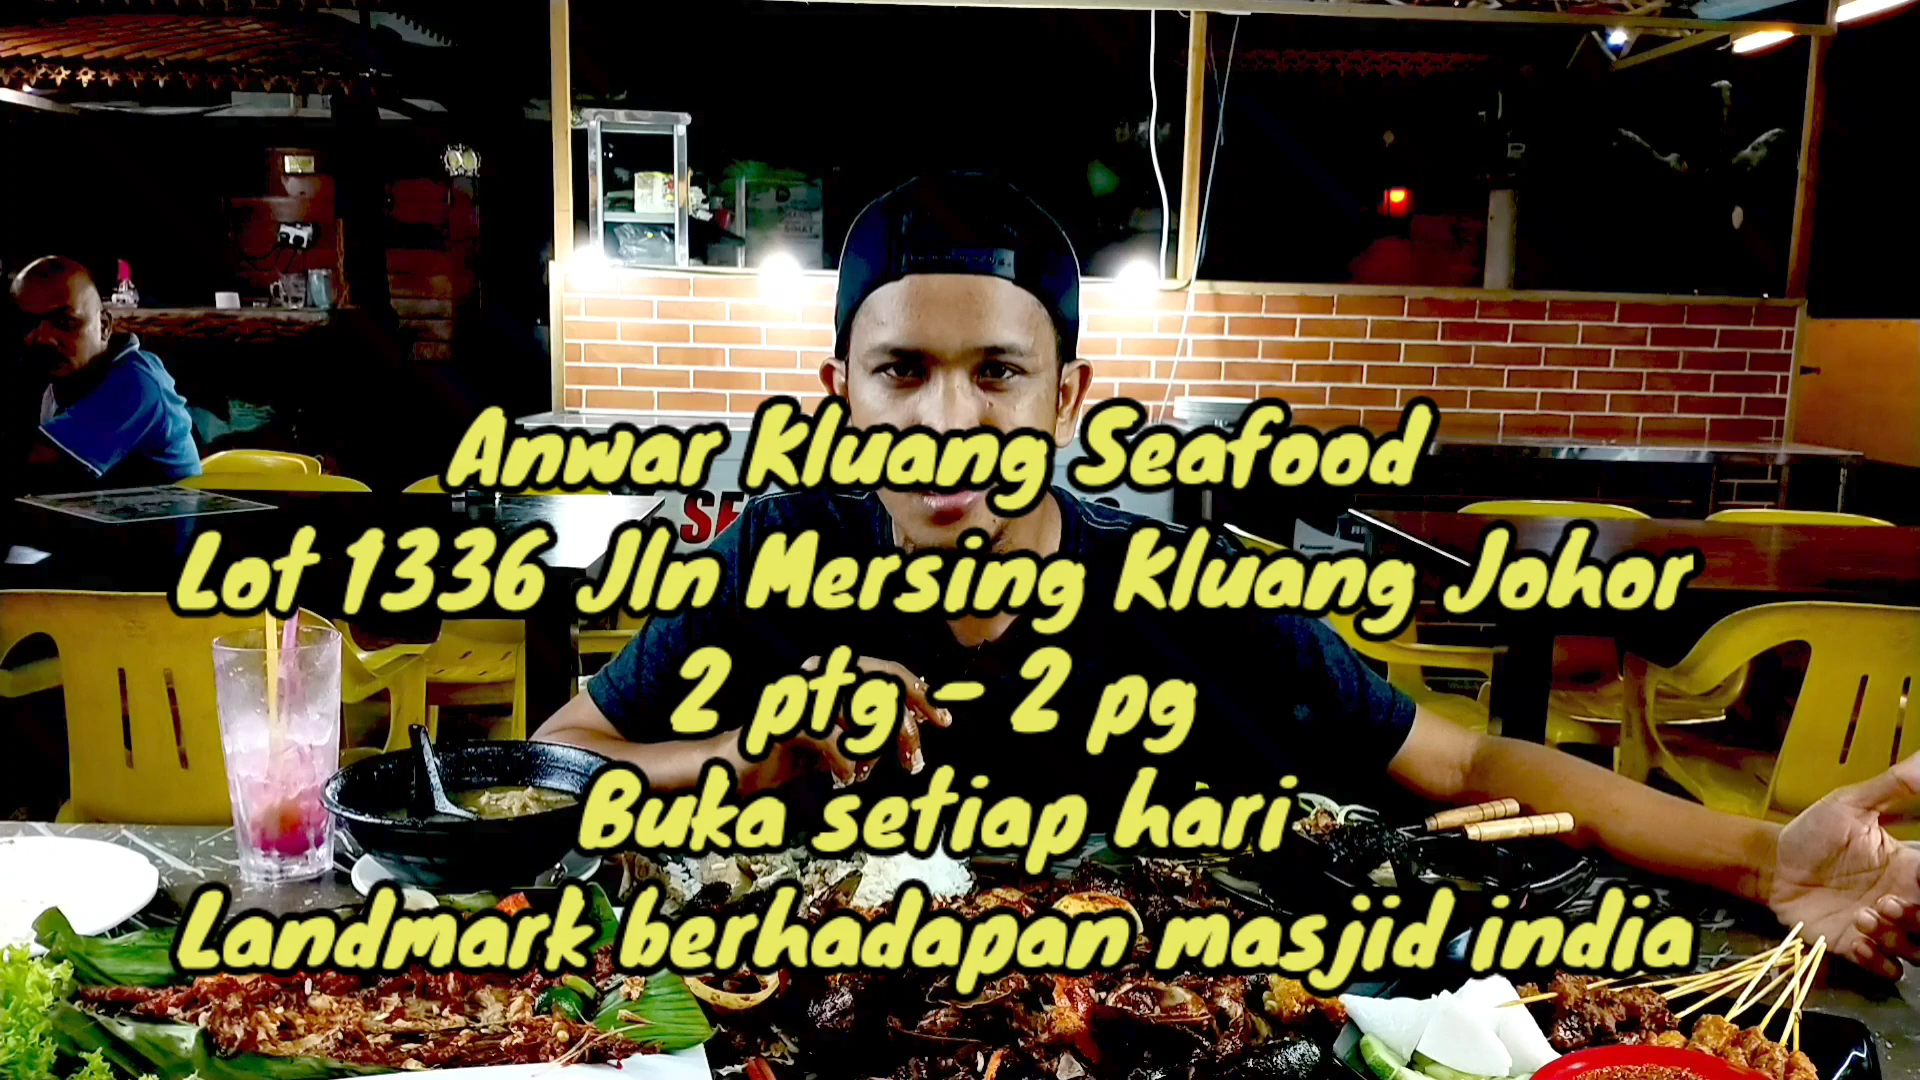 Anwar Kluang Seafood
Lot 1336 Jln Mersing Kluang Johor
2 ptg - 2 pg
Buka setiap hari
Landmark berhadapan masjid india